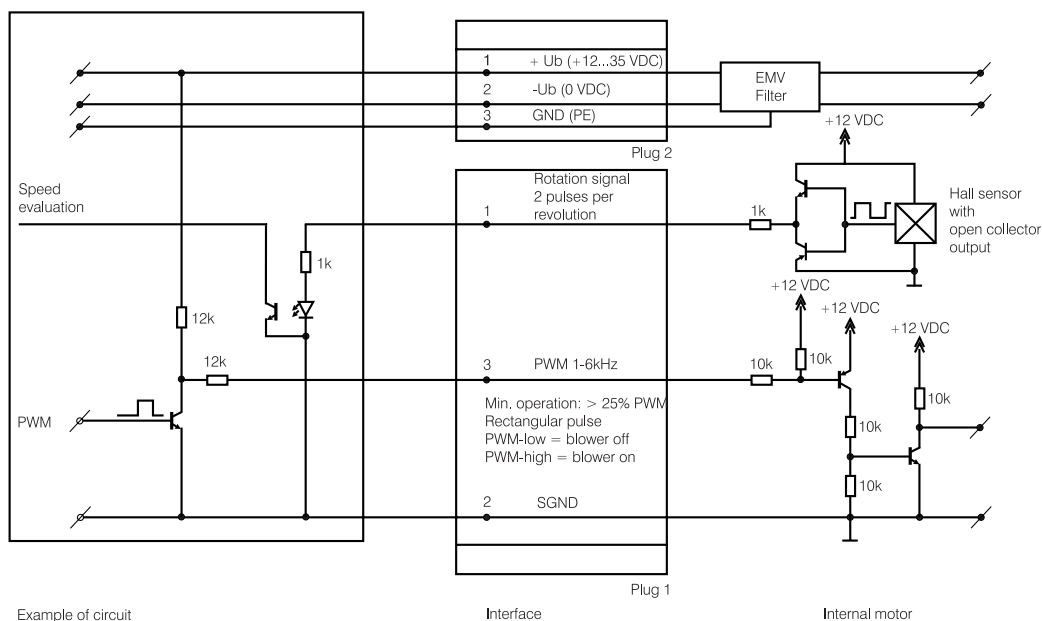 1
+ Ub (+12...35 VDC)
2
-Ub (0 VDC)
3
GND (PE)
EMV
Filter
Plug 2
+12 VDC
Speed
evaluation
Rotation signal
2 pulses per
revolution
1
1k
Hall sensor
with
open collector
output
1k
+12 VDC
+12 VDC
+12 VDC
12k
12k
3
PWM 1-6kHz
10k
10k
Min. operation: > 25% PWM
Rectangular pulse
PWM-low = blower off
PWM-high = blower on
10k
10k
PWM
10k
2
SGND
Plug 1
Example of circuit
Interface
Internal motor